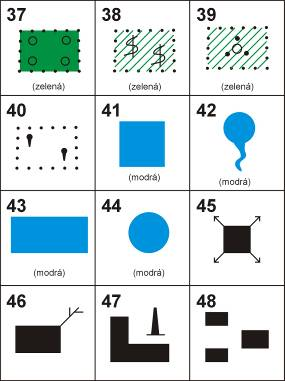 37 38 39
(zelená) (zelená) (zelená)
40 41 42
(modrá) (modrá)
43 44 45
(modrá) (modrá)
46 47 48